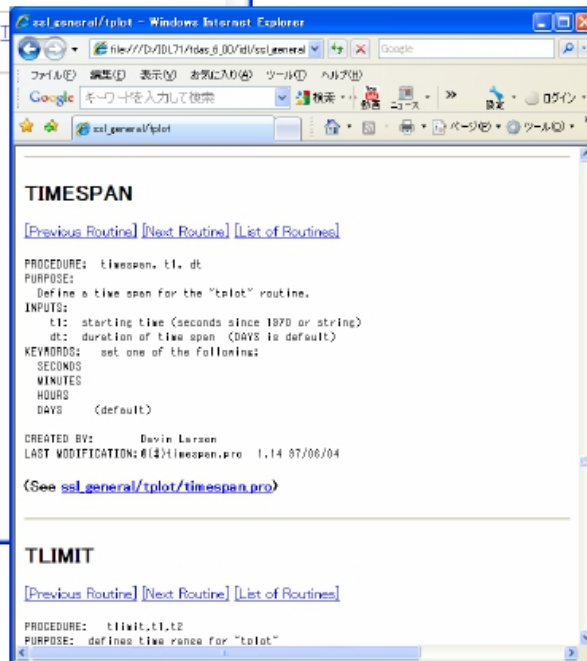 ssl_general/tplot - Windows Internet Explorer
file:///D:/IDL71/tdas_6_00/idl/ssl_general
Google
ファイル(F) 編集(E) 表示(V) お気に入り(A) ツール(T) ヘルプ(H)
Google キーワードを入力して検索 検索 動画 ニュース 設定 ログイン
ssl_general/tplot ページ(P) ツール(O)
TIMESPAN
[Previous Routine] [Next Routine] [List of Routines]
PROCEDURE: timespan, t1, dt
PURPOSE:
Define a time span for the "tplot" routine.
INPUTS:
t1: starting time (seconds since 1970 or string)
dt: duration of time span (DAYS is default)
KEYWORDS: set one of the following:
SECONDS
MINUTES
HOURS
DAYS (default)
CREATED BY: Davin Larson
LAST MODIFICATION: @(#)timespan.pro 1.14 97/06/04
(See ssl_general/tplot/timespan.pro)
TLIMIT
[Previous Routine] [Next Routine] [List of Routines]
PROCEDURE: tlimit,t1,t2
PURPOSE: defines time range for "tplot"